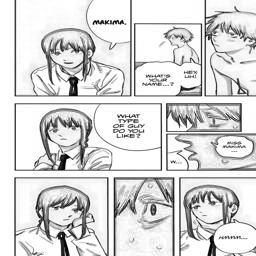 MAKIMA.
HEY,
UH!
WHAT'S
YOUR
NAME...?
WHAT
TYPE
OF GUY
DO YOU
LIKE?
MISS
MAKIMA
...
W...
HMMM...